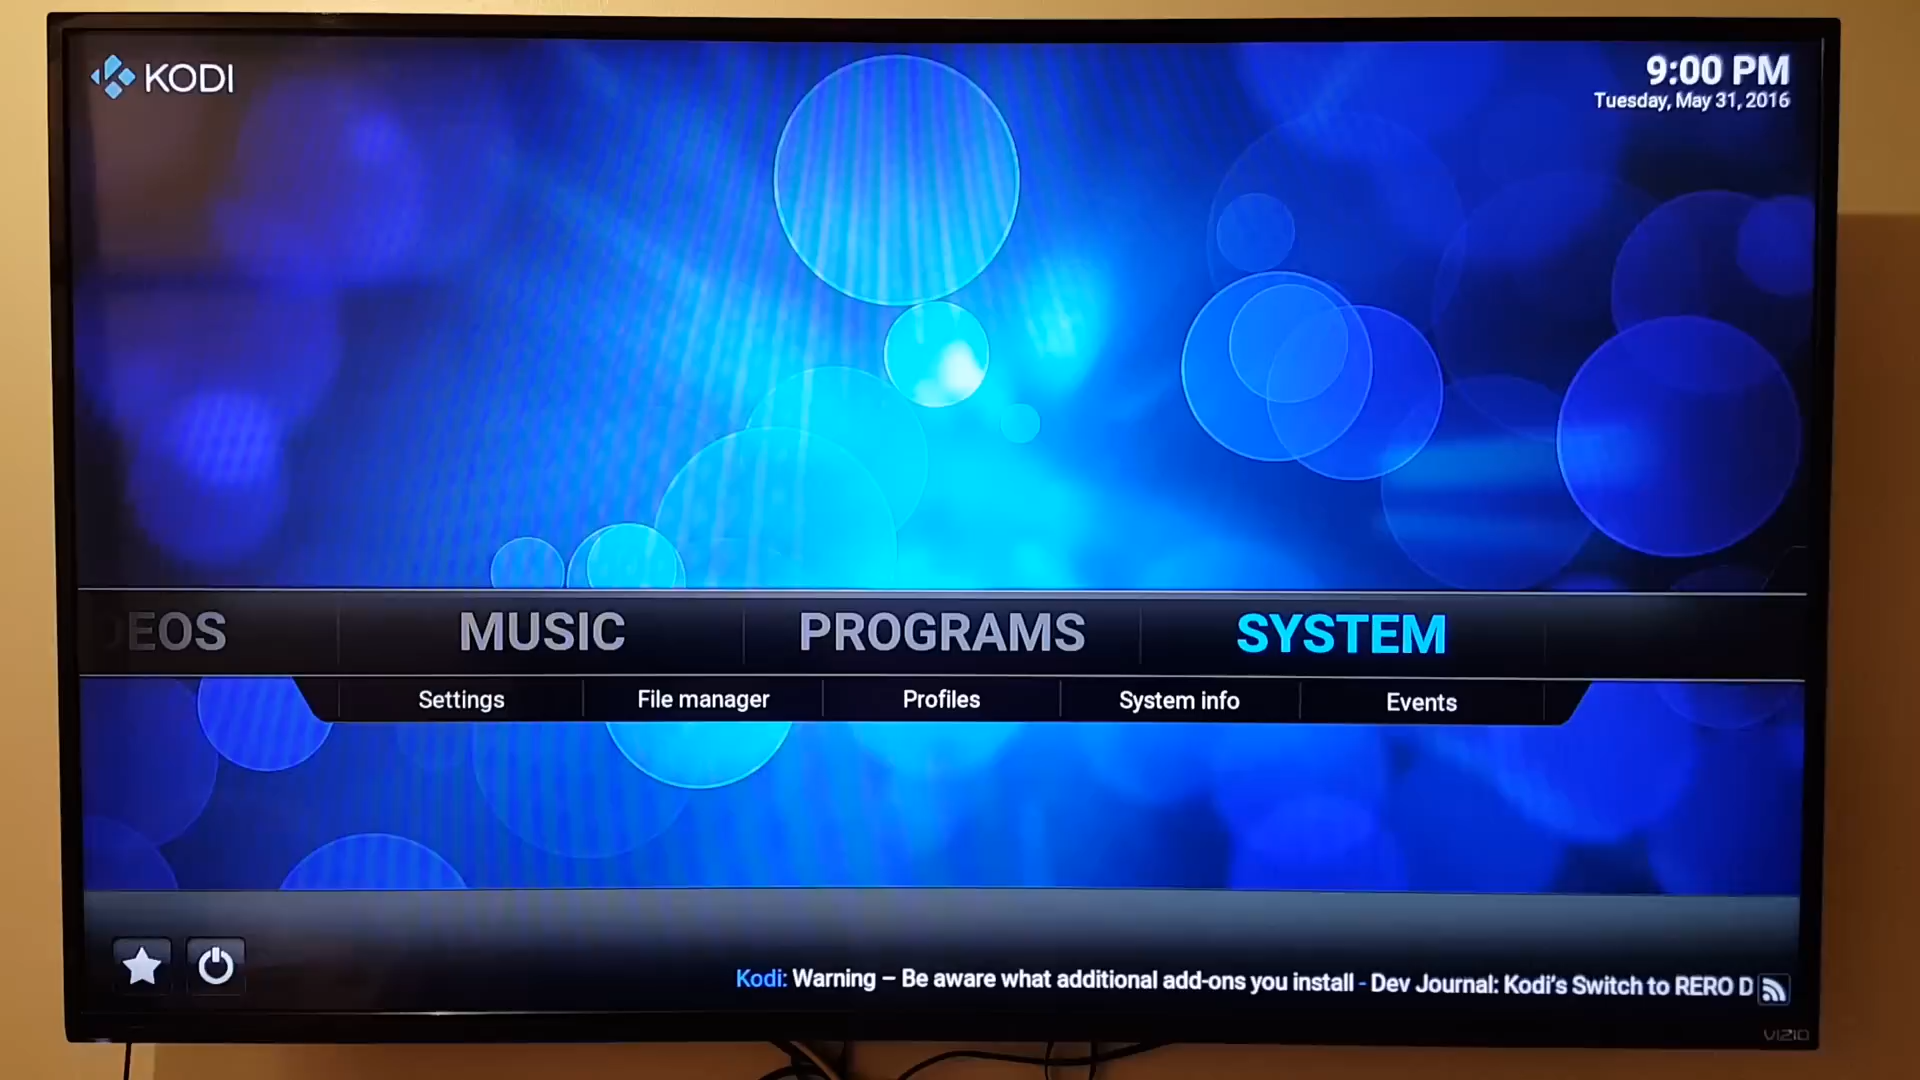 KODI
9:00 PM
Tuesday, May 31, 2016
DEOS MUSIC PROGRAMS SYSTEM
Settings File manager Profiles System info Events
Kodi: Warning – Be aware what additional add-ons you install - Dev Journal: Kodi's Switch to RERO D
VIZIO